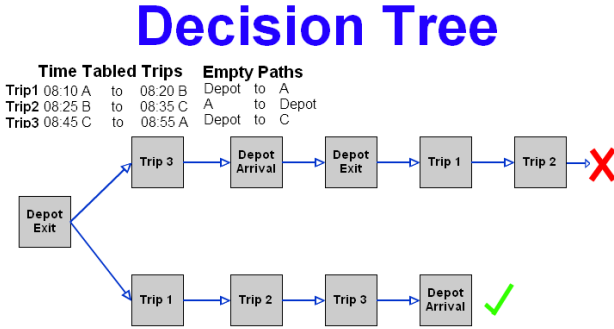 Decision Tree
Time Tabled Trips Empty Paths
Trip1 08:10 A to 08:20 B Depot to A
Trip2 08:25 B to 08:35 C A to Depot
Trip3 08:45 C to 08:55 A Depot to C
Trip 3
Depot
Arrival
Depot
Exit
Trip 1
Trip 2
Depot
Exit
Trip 1
Trip 2
Trip 3
Depot
Arrival